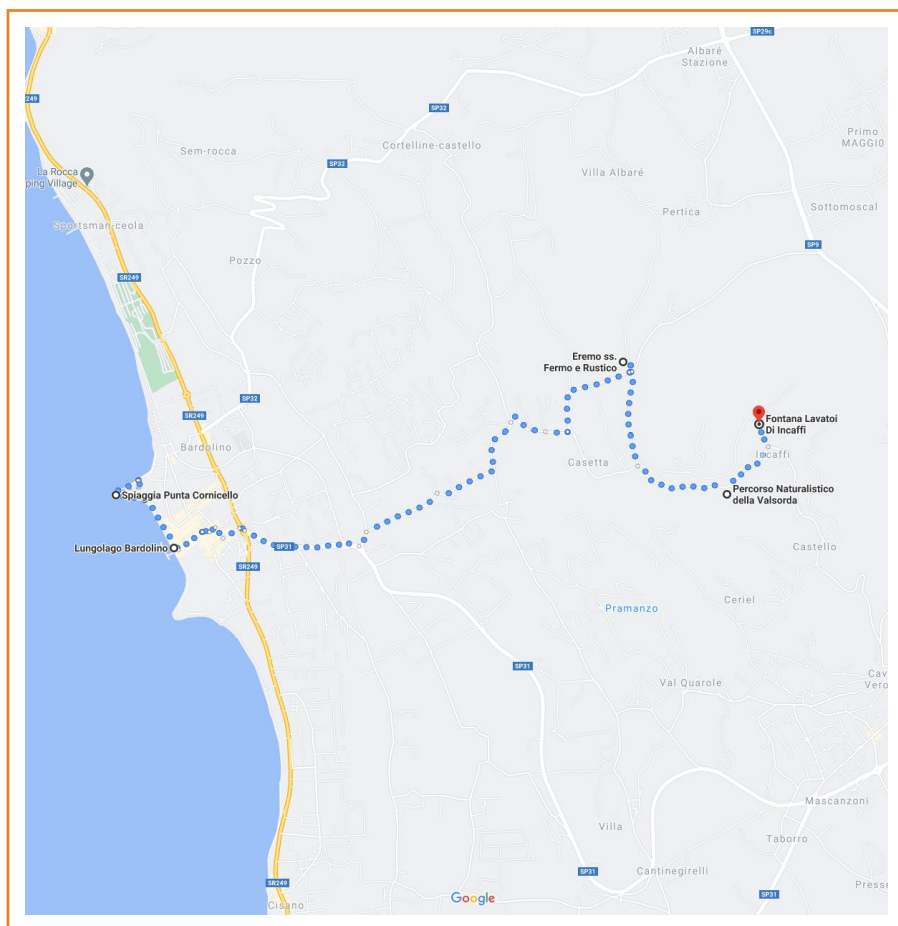 SP29c
Albarè
Stazione
249
SP32
Primo
MAGGIO
Cortelline-castello
Sem-rocca
SP32
Villa Albarè
La Rocca
ping Village
Sottomoscal
Pertica
Sportsman-ceola
SP9
Pozzo
SR249
Eremo ss.
Fermo e Rustico
SP32
SR249
Fontana Lavatoi
Di Incaffi
Bardolino
Incaffi
Casetta
Spiaggia Punta Cornicello
Percorso Naturalistico
della Valsorda
Lungolago Bardolino
SP31
Castello
SR249
Ceriel
Pramanzo
SP31
Val Quarole
Cav
Vero
Mascanzoni
Villa
Taborro
SP31
Cantinegirelli
SR249
Presse
SP31
Google
Cisano